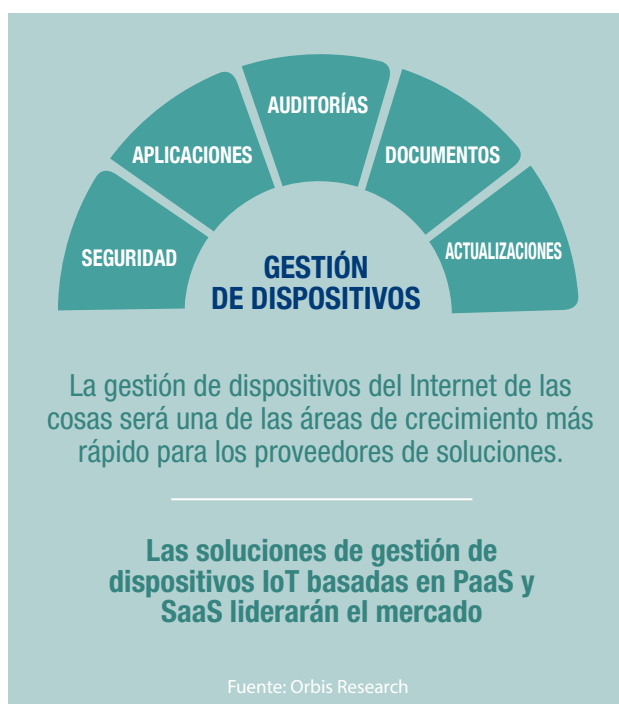 SEGURIDAD
APLICACIONES
AUDITORÍAS
DOCUMENTOS
ACTUALIZACIONES
GESTIÓN
DE DISPOSITIVOS
La gestión de dispositivos del Internet de las
cosas será una de las áreas de crecimiento más
rápido para los proveedores de soluciones.
Las soluciones de gestión de
dispositivos IoT basadas en PaaS y
SaaS liderarán el mercado
Fuente: Orbis Research